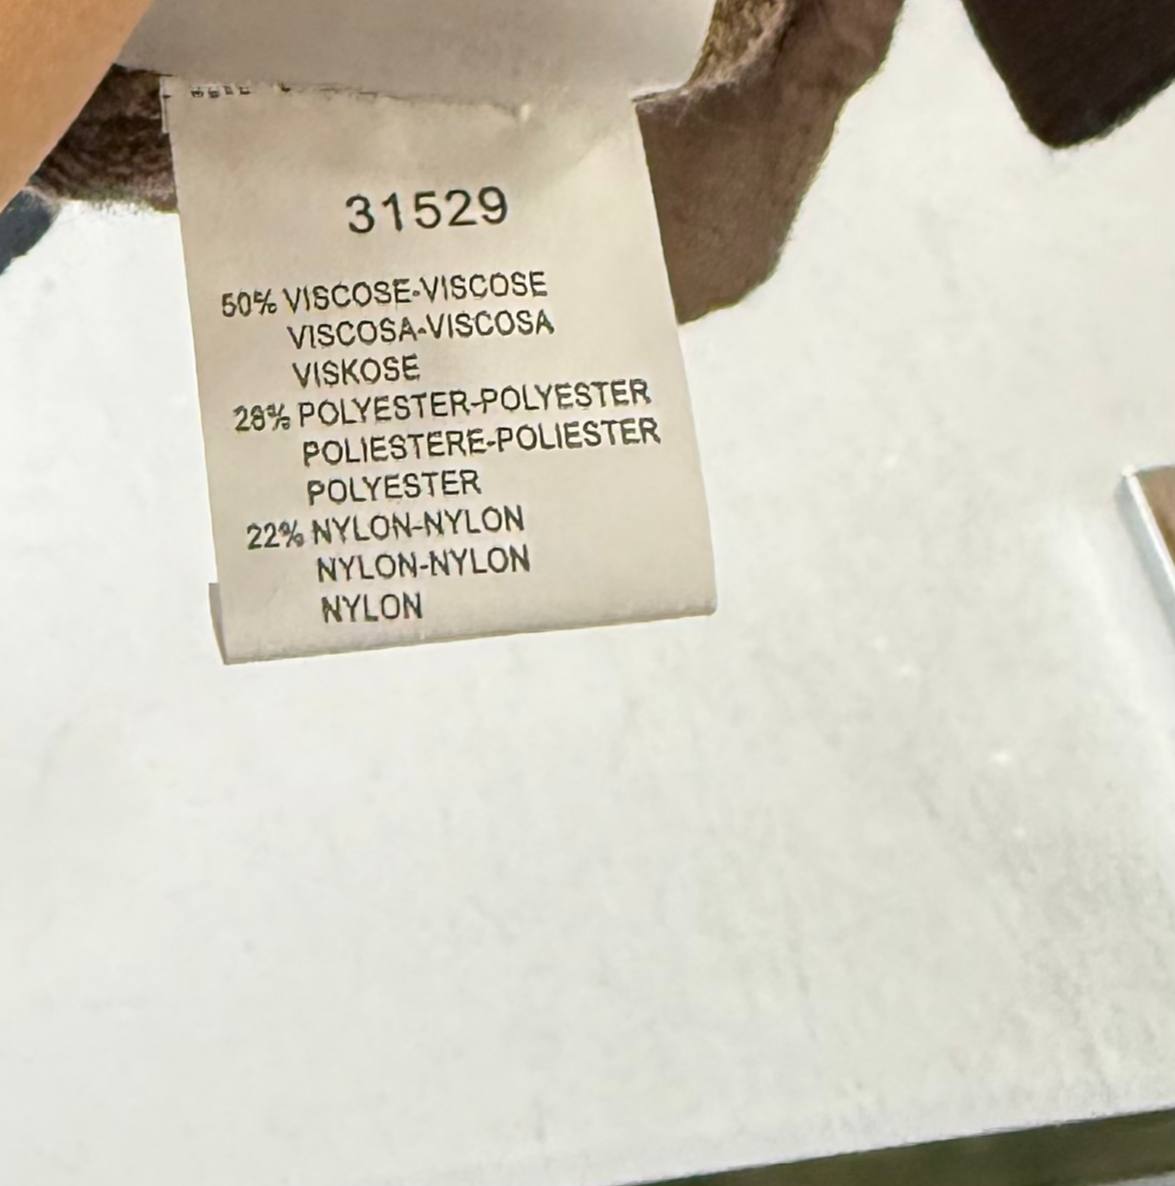 31529
50% VISCOSE-VISCOSE
VISCOSA-VISCOSA
VISKOSE
28% POLYESTER-POLYESTER
POLIESTERE-POLIESTER
POLYESTER
22% NYLON-NYLON
NYLON-NYLON
NYLON